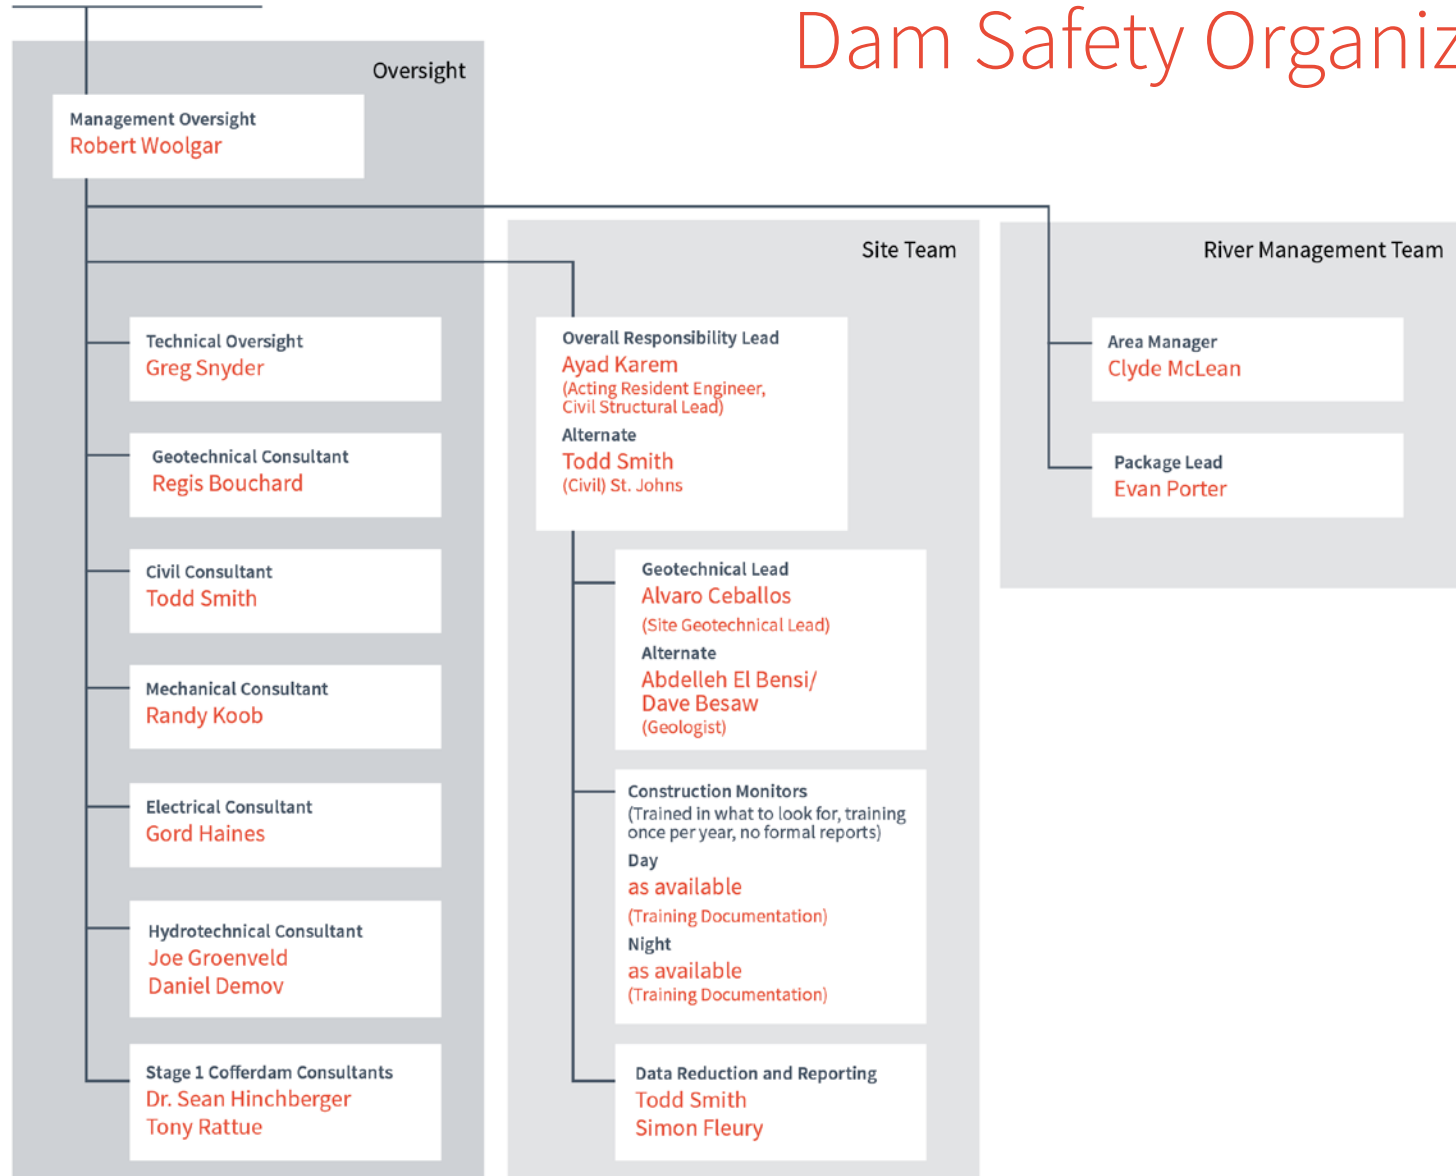 Dam Safety Organiz
Oversight
Management Oversight
Robert Woolgar
Technical Oversight
Greg Snyder
Geotechnical Consultant
Regis Bouchard
Civil Consultant
Todd Smith
Mechanical Consultant
Randy Koob
Electrical Consultant
Gord Haines
Hydrotechnical Consultant
Joe Groenveld
Daniel Demov
Stage 1 Cofferdam Consultants
Dr. Sean Hinchberger
Tony Rattue
Site Team
Overall Responsibility Lead
Ayad Karem
(Acting Resident Engineer,
Civil Structural Lead)
Alternate
Todd Smith
(Civil) St. Johns
Geotechnical Lead
Alvaro Ceballos
(Site Geotechnical Lead)
Alternate
Abdelleh El Bensi/
Dave Besaw
(Geologist)
Construction Monitors
(Trained in what to look for, training
once per year, no formal reports)
Day
as available
(Training Documentation)
Night
as available
(Training Documentation)
Data Reduction and Reporting
Todd Smith
Simon Fleury
River Management Team
Area Manager
Clyde McLean
Package Lead
Evan Porter